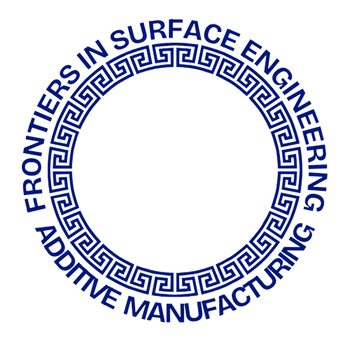 FRONTIERS IN SURFACE ENGINEERING
ADDITIVE MANUFACTURING